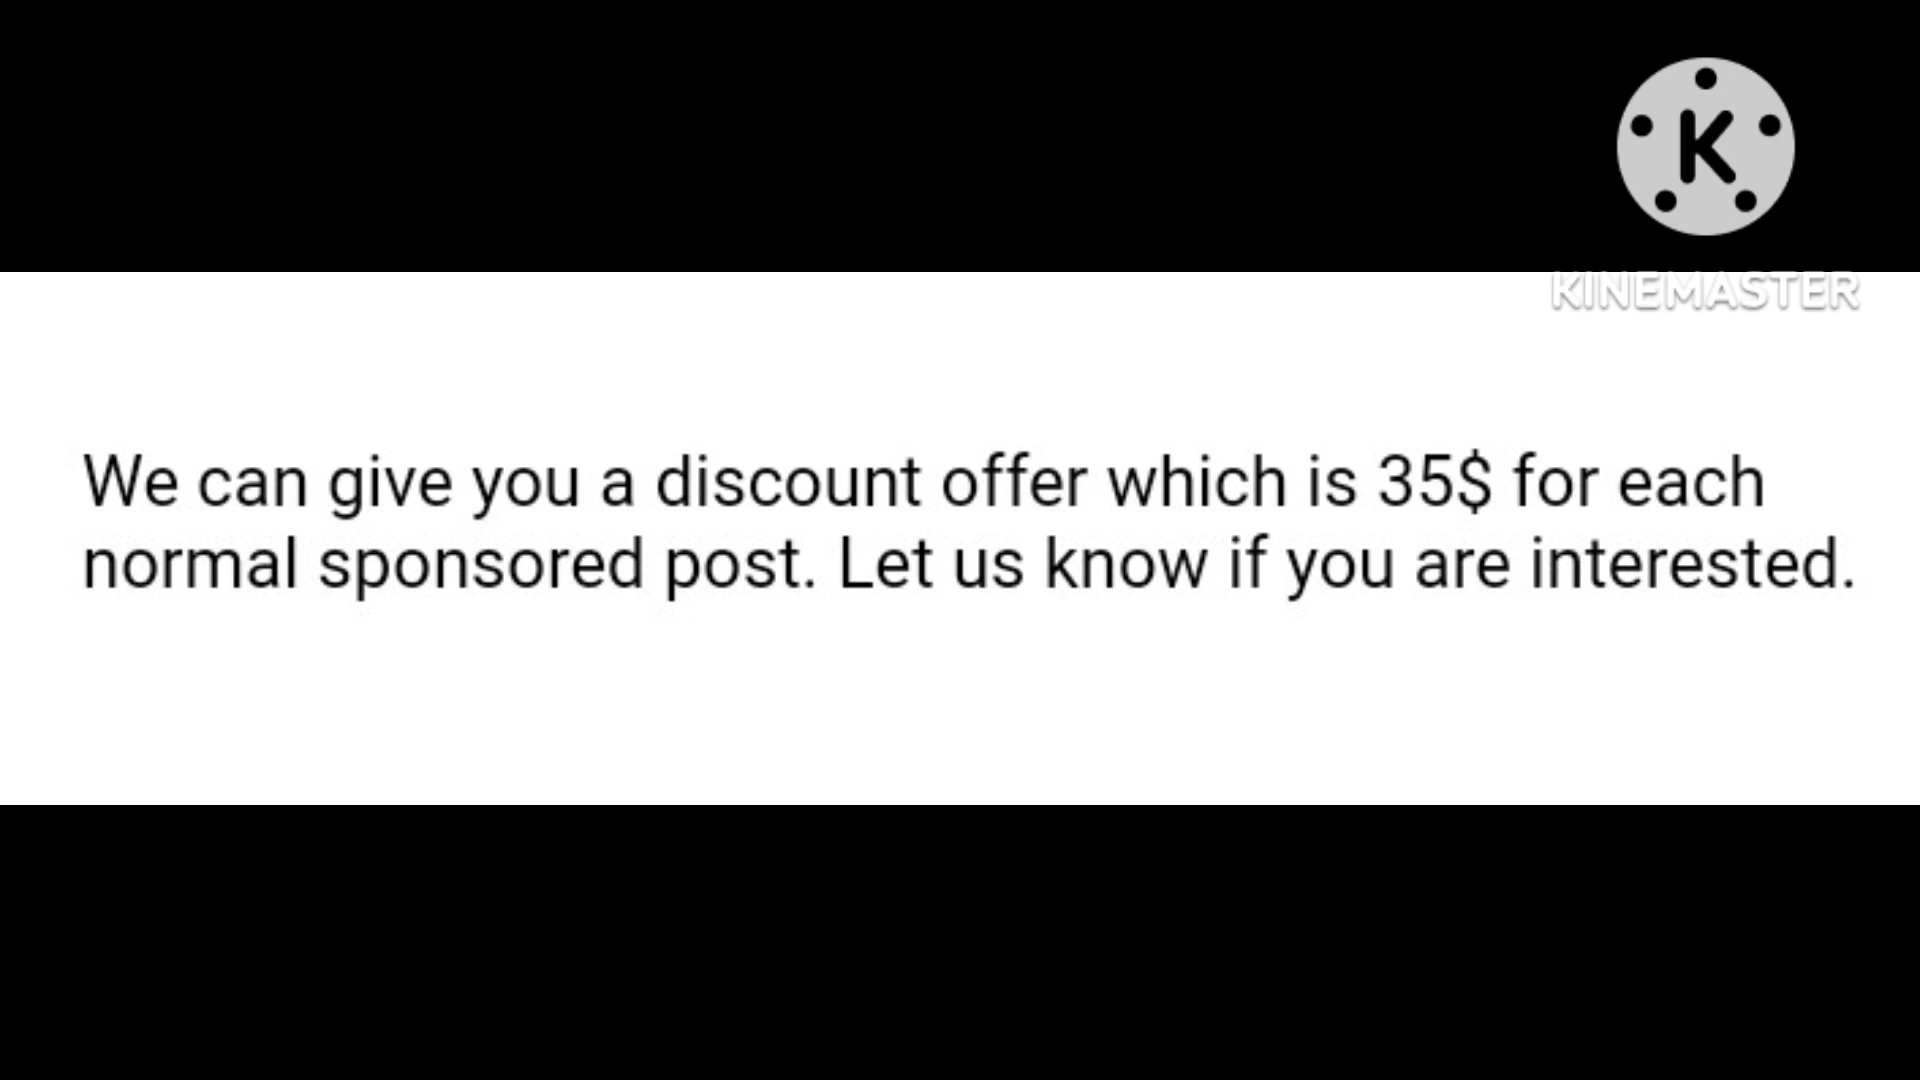 K
KINEMASTER
We can give you a discount offer which is 35$ for each
normal sponsored post. Let us know if you are interested.